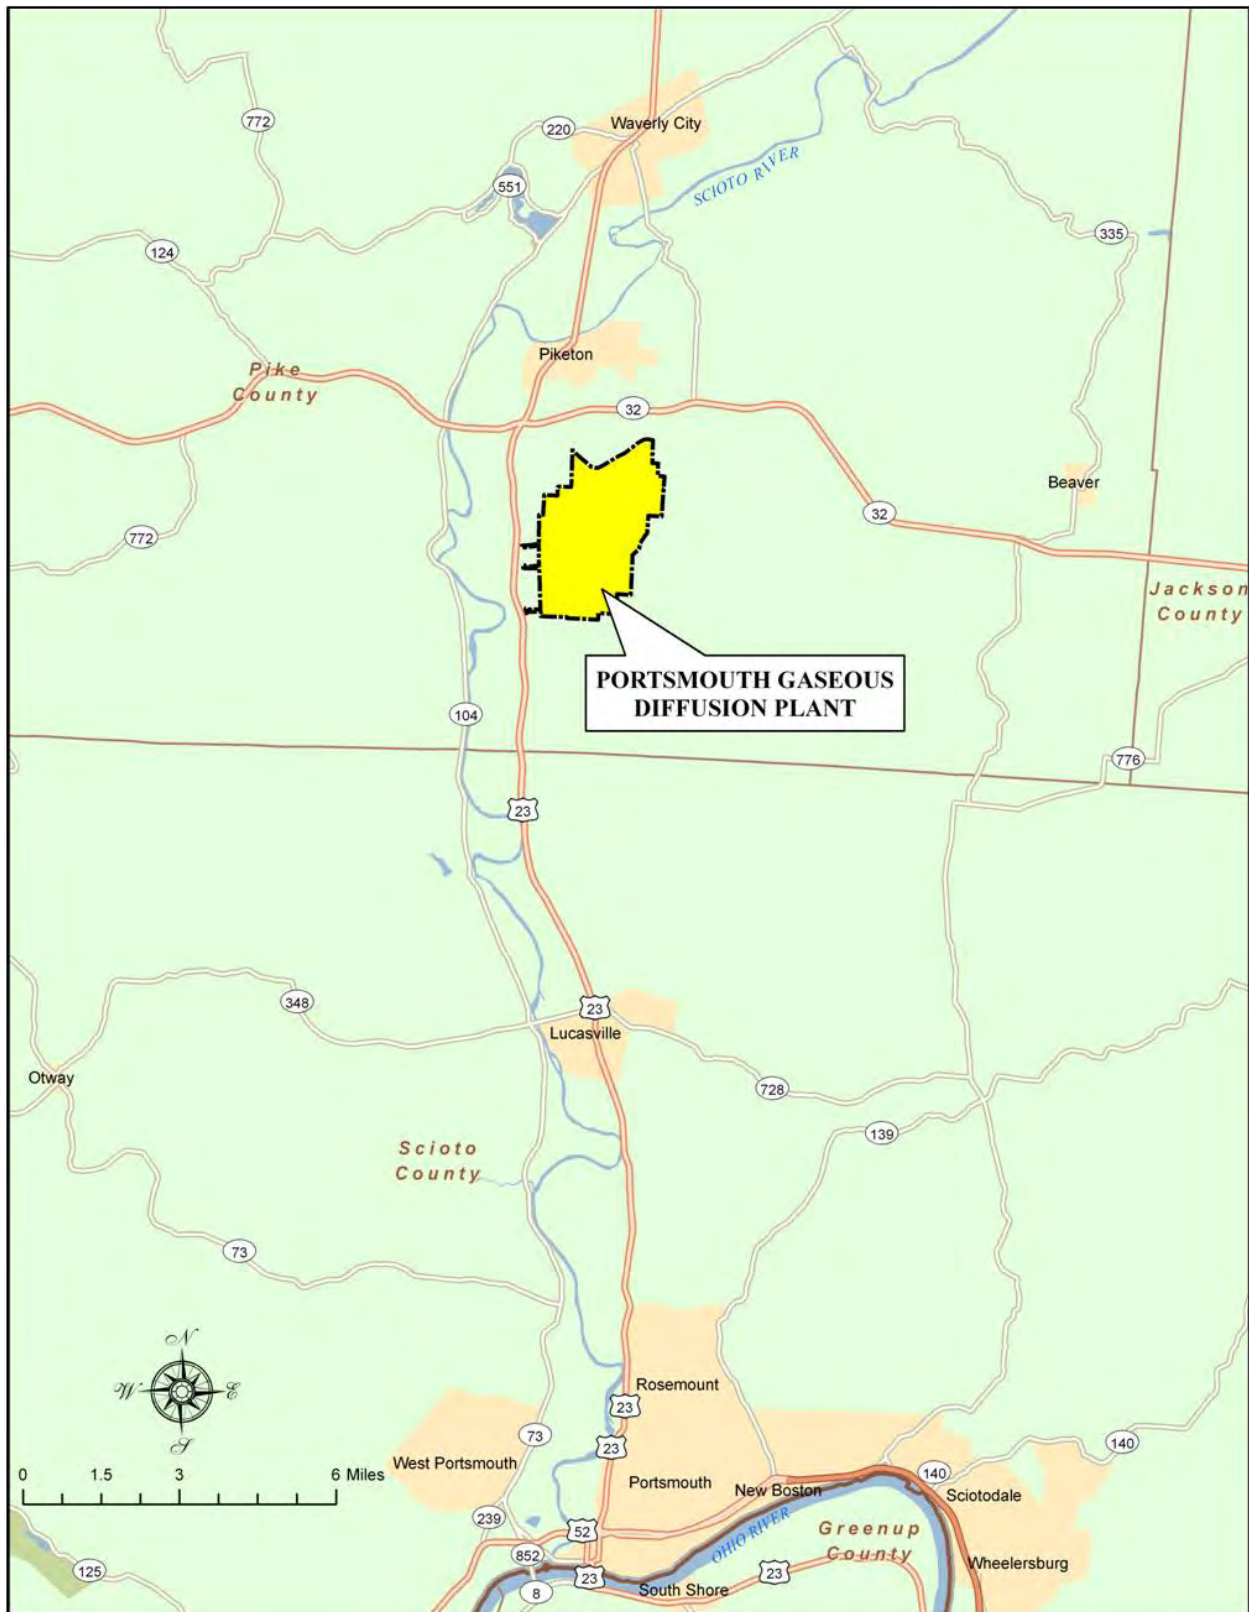 Waverly City
772
220
551
SCIOTO RIVER
335
124
Piketon
Pike
County
32
Beaver
32
772
Jackson
County
PORTSMOUTH GASEOUS
DIFFUSION PLANT
104
776
23
348
23
Lucasville
Otway
728
139
Scioto
County
73
N
W
E
S
Rosemount
23
73
23
140
West Portsmouth
0 1.5 3 6 Miles
Portsmouth
New Boston
140
Sciotodale
239
52
OHIO RIVER
Greenup
County
852
Wheelersburg
125
23
23
8
South Shore